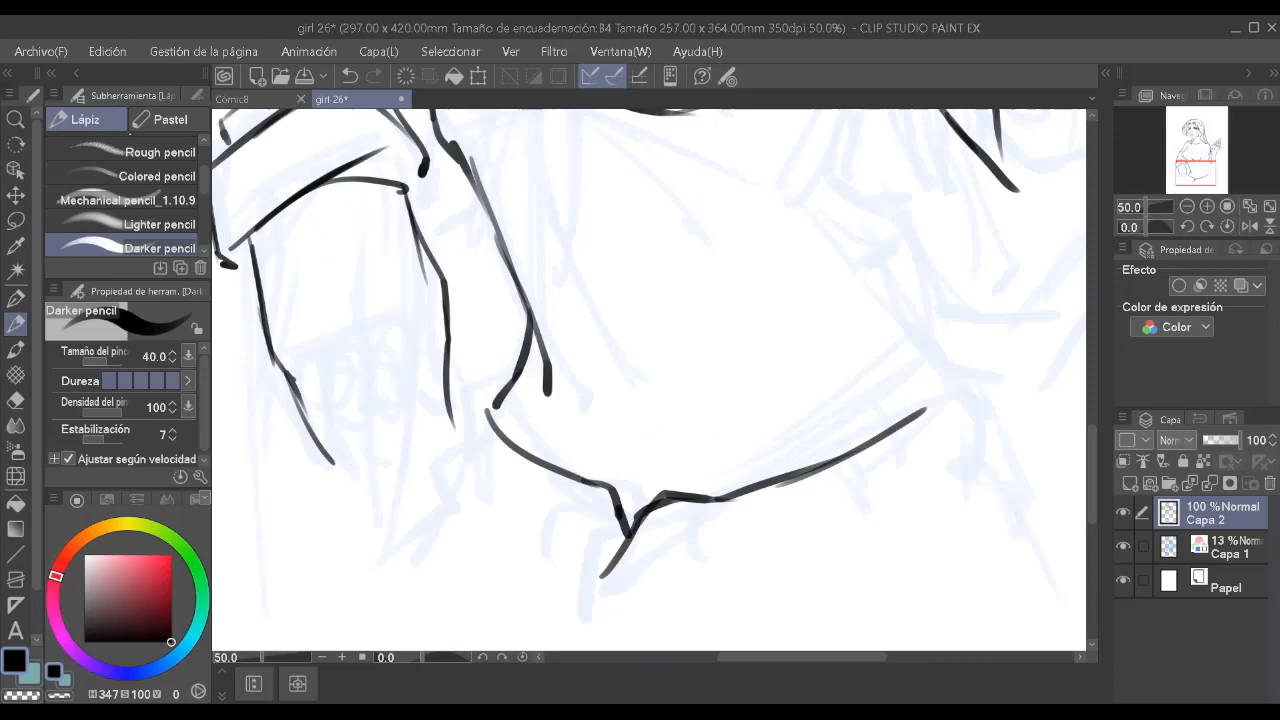 girl 26* (297.00 x 420.00mm Tamaño de encuadernación:B4 Tamaño 257.00 x 364.00mm 350dpi 50.0%) - CLIP STUDIO PAINT EX
Archivo(F) Edición Gestión de la página Animación Capa(L) Seleccionar Ver Filtro Ventana(W) Ayuda(H)
Subherramienta [Láp
Cómic8 girl 26*
Lápiz Pastel
Rough pencil
Colored pencil
Mechanical pencil_1.10.9
Lighter pencil
Darker pencil
Propiedad de herram. [Dark
Darker pencil
Tamaño del pinc 40.0
Dureza
Densidad del pin 100
Estabilización 7
Ajustar según velocidad
H 347 S 100 V 0
50.0 0.0
Naveg
50.0
0.0
Propiedad de
Efecto
Color de expresión
Color
Capa
Norm 100
100 % Normal
Capa 2
13 % Norm
Capa 1
Papel
A